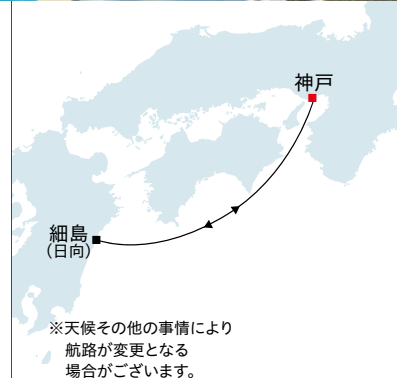 神戸
細島
(日向)
※天候その他の事情により
航路が変更となる
場合がございます。